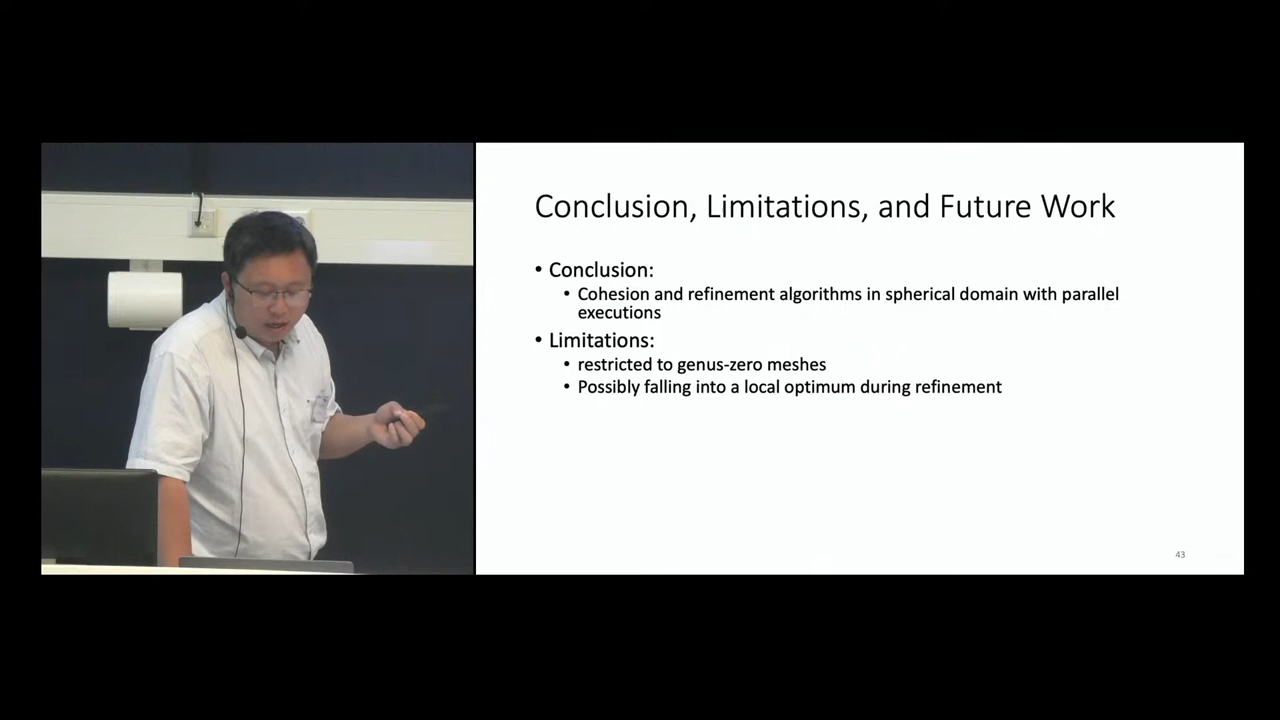 Conclusion, Limitations, and Future Work
• Conclusion:
• Cohesion and refinement algorithms in spherical domain with parallel
executions
• Limitations:
• restricted to genus-zero meshes
• Possibly falling into a local optimum during refinement
43